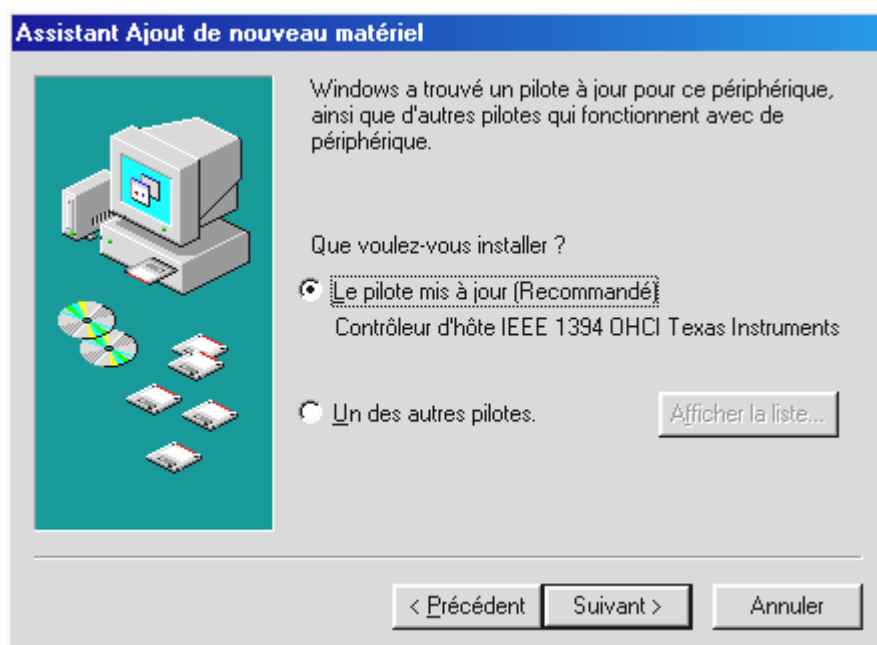 Assistant Ajout de nouveau matériel
Windows a trouvé un pilote à jour pour ce périphérique,
ainsi que d'autres pilotes qui fonctionnent avec de
périphérique.
Que voulez-vous installer ?
Le pilote mis à jour (Recommandé)
Contrôleur d'hôte IEEE 1394 OHCI Texas Instruments
Un des autres pilotes.
Afficher la liste...
< Précédent
Suivant >
Annuler